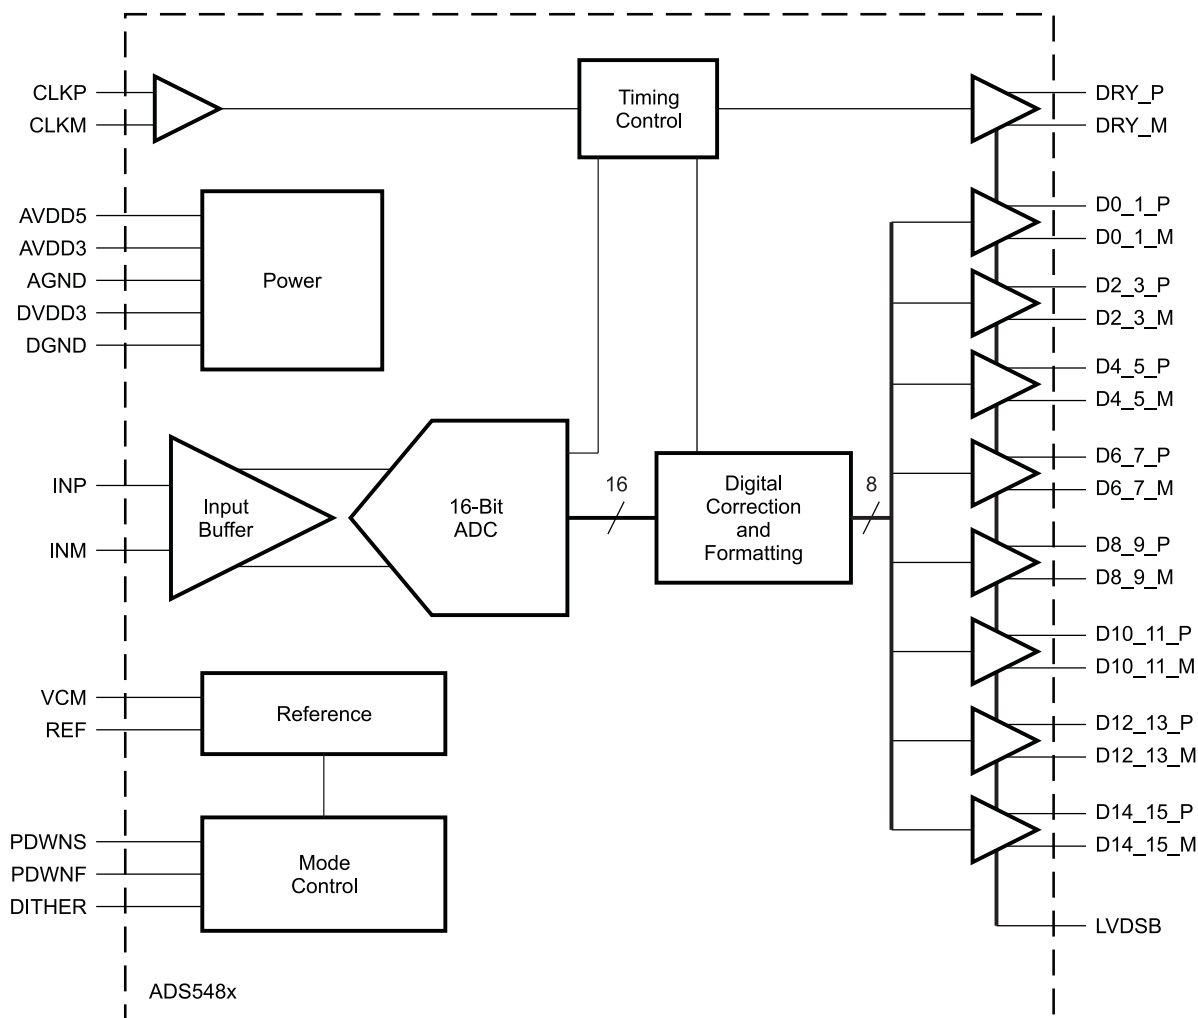 CLKP
CLKM
Timing
Control
DRY_P
DRY_M
AVDD5
AVDD3
AGND
DVDD3
DGND
Power
D0_1_P
D0_1_M
D2_3_P
D2_3_M
D4_5_P
D4_5_M
INP
INM
Input
Buffer
16-Bit
ADC
16
Digital
Correction
and
Formatting
8
D6_7_P
D6_7_M
D8_9_P
D8_9_M
D10_11_P
D10_11_M
VCM
REF
Reference
D12_13_P
D12_13_M
PDWNS
PDWNF
DITHER
Mode
Control
D14_15_P
D14_15_M
LVDSB
ADS548x